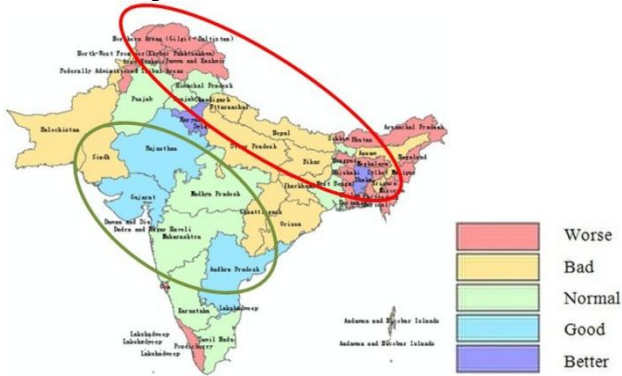 Northern Areas (Gilgit-Baltistan)
North-West Frontier(Khyber Pakhtunkhwa)
Azad Kashmir Jammu and Kashmir
Federally Administered Tribal Areas
Himachal Pradesh
Punjab
Punjab Chandigarh
Uttaranchal
Balochistan
Haryana
Delhi
Arunachal Pradesh
Nepal
Sikkim Bhutan
Assam
Nagaland
Sindh
Rajasthan
Uttar Pradesh
Bihar
Meghalaya
Rajshahi
Sylhet Manipur
Dhaka
Tripura
Gujarat
Madhya Pradesh
Jharkhand
West Bengal
Chhattisgarh
Daman and Diu
Dadra and Nagar Haveli
Orissa
Maharashtra
Andhra Pradesh
Goa
Karnataka
Lakshadweep
Lakshadweep
Lakshadweep
Lakshadweep
Tamil Nadu
Pondicherry
Andaman and Nicobar Islands
Andaman and Nicobar Islands
Worse
Bad
Normal
Good
Better